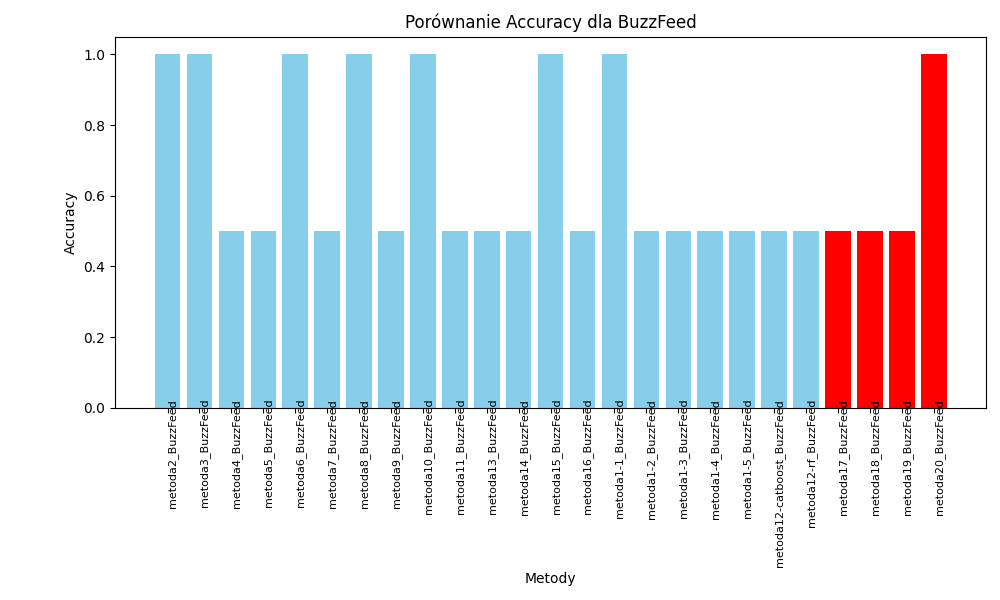 Porównanie Accuracy dla BuzzFeed
Accuracy
1.0
0.8
0.6
0.4
0.2
0.0
metoda2_BuzzFeed
metoda3_BuzzFeed
metoda4_BuzzFeed
metoda5_BuzzFeed
metoda6_BuzzFeed
metoda7_BuzzFeed
metoda8_BuzzFeed
metoda9_BuzzFeed
metoda10_BuzzFeed
metoda11_BuzzFeed
metoda13_BuzzFeed
metoda14_BuzzFeed
metoda15_BuzzFeed
metoda16_BuzzFeed
metoda1-1_BuzzFeed
metoda1-2_BuzzFeed
metoda1-3_BuzzFeed
metoda1-4_BuzzFeed
metoda1-5_BuzzFeed
metoda12-catboost_BuzzFeed
metoda12-rf_BuzzFeed
metoda17_BuzzFeed
metoda18_BuzzFeed
metoda19_BuzzFeed
metoda20_BuzzFeed
Metody